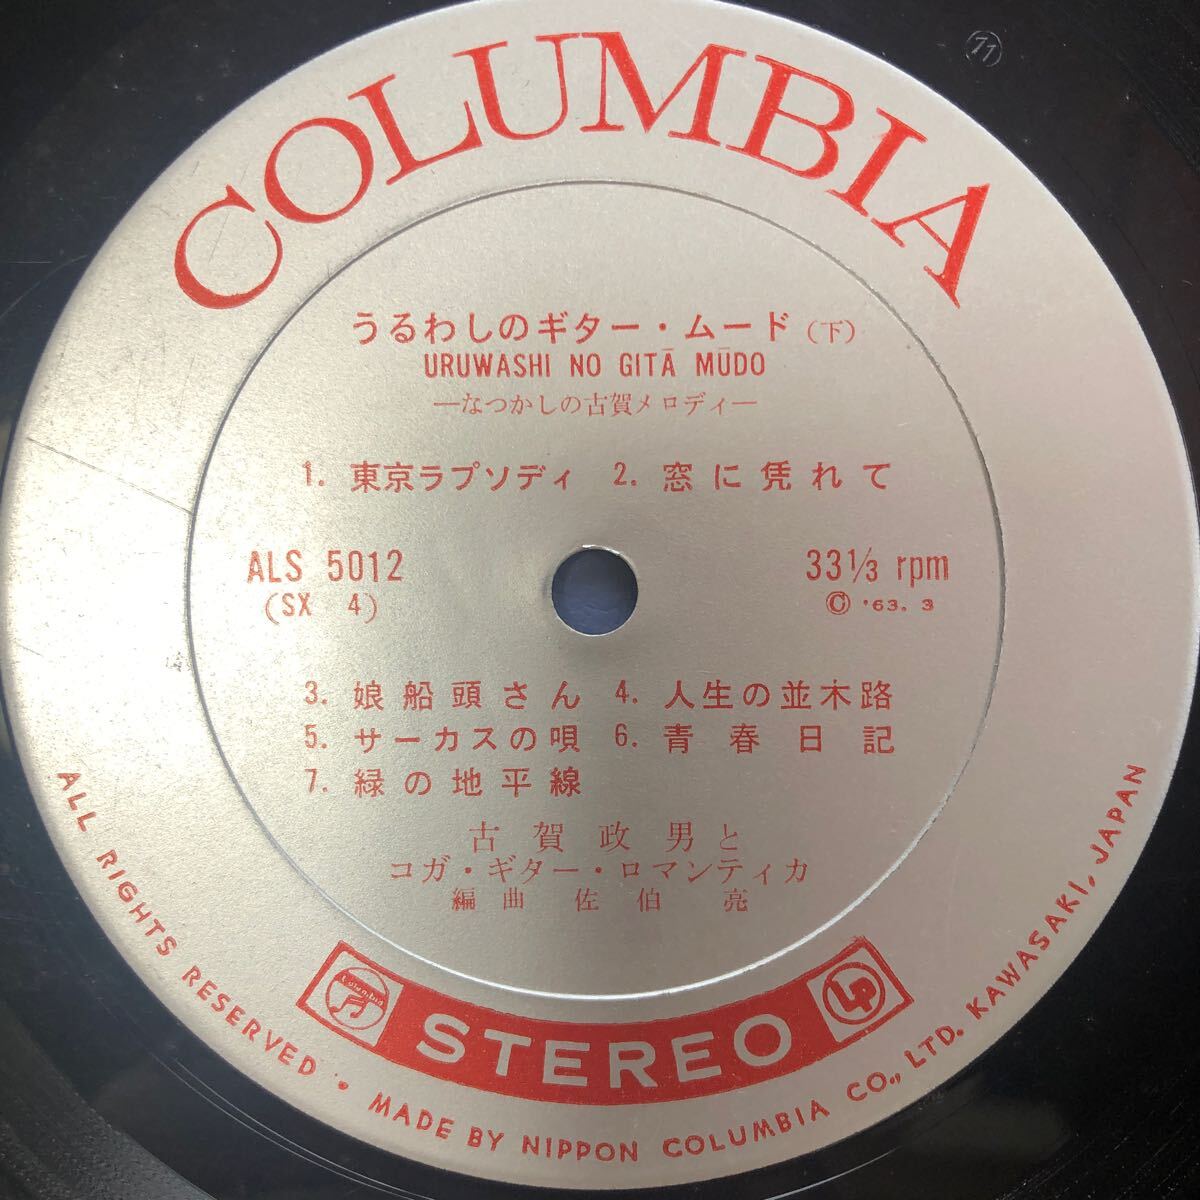 COLUMBIA
71
うるわしのギター・ムード（下）
URUWASHI NO GITĀ MŪDO
―なつかしの古賀メロディ―
1. 東京ラプソディ 2. 窓に凭れて
ALS 5012 33⅓ rpm
(SX 4) Ⓒ '63. 3
3. 娘船頭さん 4. 人生の並木路
5. サーカスの唄 6. 青春日記
7. 緑の地平線
古賀政男と
コガ・ギター・ロマンティカ
編曲 佐伯 亮
Columbia STEREO LP
ALL RIGHTS RESERVED • MADE BY NIPPON COLUMBIA CO., LTD. KAWASAKI, JAPAN